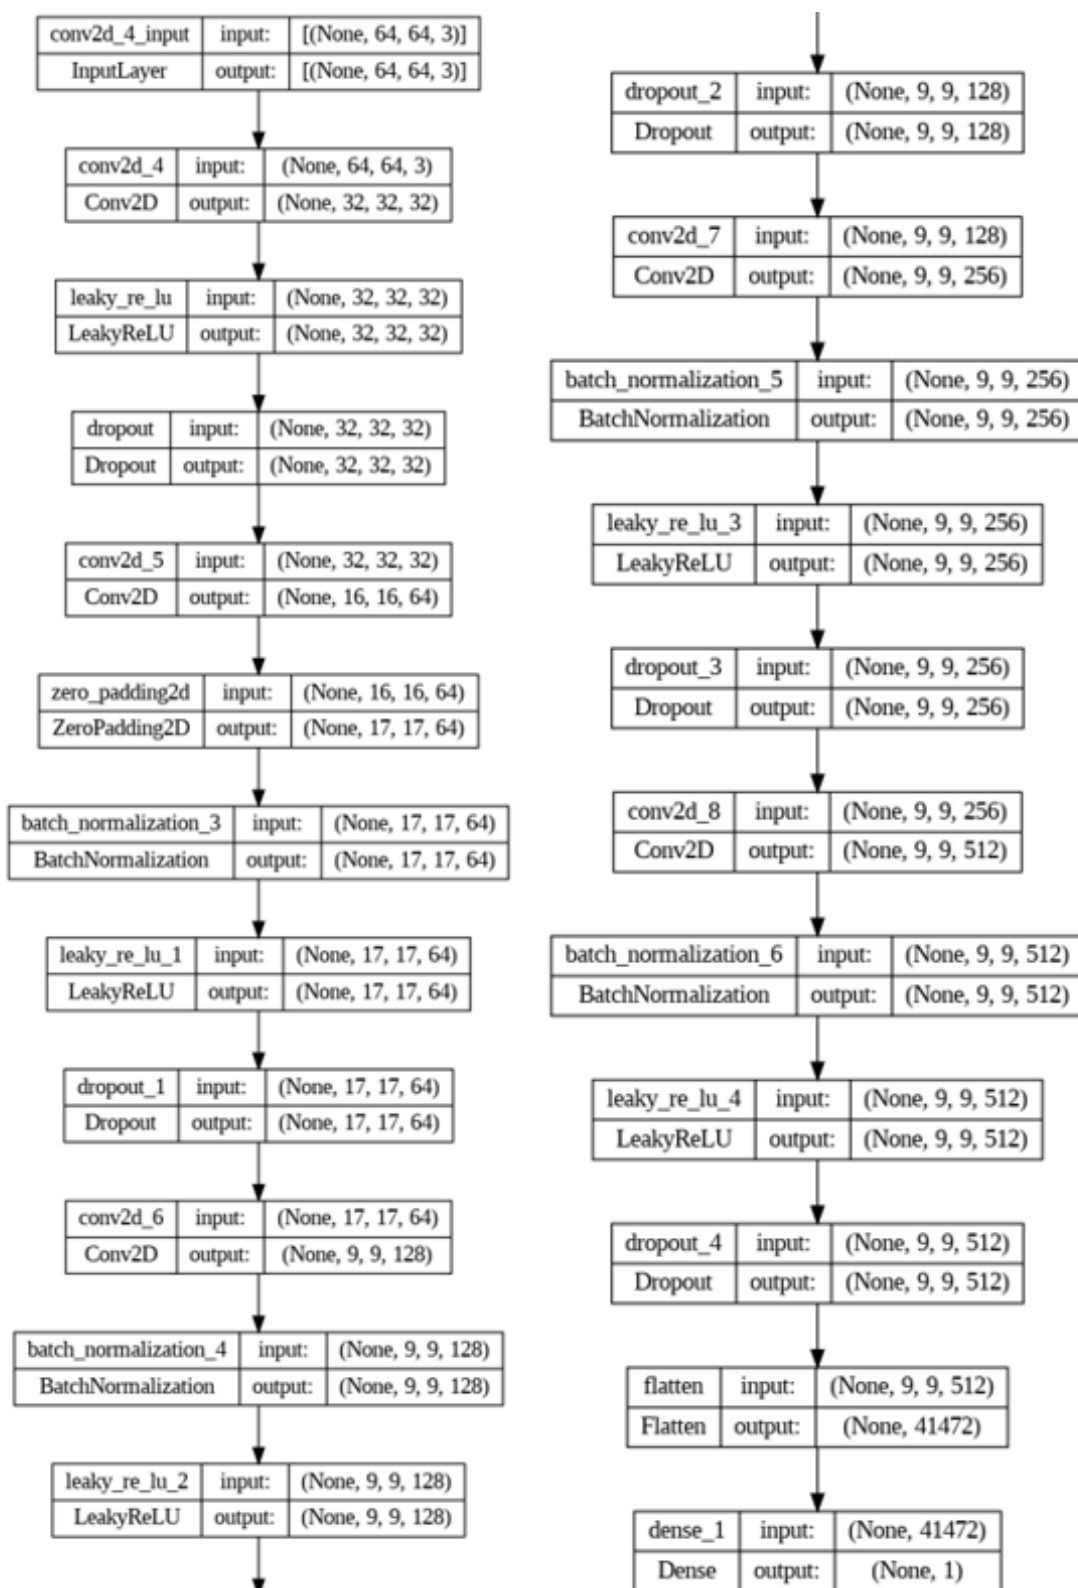 conv2d_4_input input: [(None, 64, 64, 3)]
InputLayer output: [(None, 64, 64, 3)]
conv2d_4 input: (None, 64, 64, 3)
Conv2D output: (None, 32, 32, 32)
leaky_re_lu input: (None, 32, 32, 32)
LeakyReLU output: (None, 32, 32, 32)
dropout input: (None, 32, 32, 32)
Dropout output: (None, 32, 32, 32)
conv2d_5 input: (None, 32, 32, 32)
Conv2D output: (None, 16, 16, 64)
zero_padding2d input: (None, 16, 16, 64)
ZeroPadding2D output: (None, 17, 17, 64)
batch_normalization_3 input: (None, 17, 17, 64)
BatchNormalization output: (None, 17, 17, 64)
leaky_re_lu_1 input: (None, 17, 17, 64)
LeakyReLU output: (None, 17, 17, 64)
dropout_1 input: (None, 17, 17, 64)
Dropout output: (None, 17, 17, 64)
conv2d_6 input: (None, 17, 17, 64)
Conv2D output: (None, 9, 9, 128)
batch_normalization_4 input: (None, 9, 9, 128)
BatchNormalization output: (None, 9, 9, 128)
leaky_re_lu_2 input: (None, 9, 9, 128)
LeakyReLU output: (None, 9, 9, 128)
dropout_2 input: (None, 9, 9, 128)
Dropout output: (None, 9, 9, 128)
conv2d_7 input: (None, 9, 9, 128)
Conv2D output: (None, 9, 9, 256)
batch_normalization_5 input: (None, 9, 9, 256)
BatchNormalization output: (None, 9, 9, 256)
leaky_re_lu_3 input: (None, 9, 9, 256)
LeakyReLU output: (None, 9, 9, 256)
dropout_3 input: (None, 9, 9, 256)
Dropout output: (None, 9, 9, 256)
conv2d_8 input: (None, 9, 9, 256)
Conv2D output: (None, 9, 9, 512)
batch_normalization_6 input: (None, 9, 9, 512)
BatchNormalization output: (None, 9, 9, 512)
leaky_re_lu_4 input: (None, 9, 9, 512)
LeakyReLU output: (None, 9, 9, 512)
dropout_4 input: (None, 9, 9, 512)
Dropout output: (None, 9, 9, 512)
flatten input: (None, 9, 9, 512)
Flatten output: (None, 41472)
dense_1 input: (None, 41472)
Dense output: (None, 1)